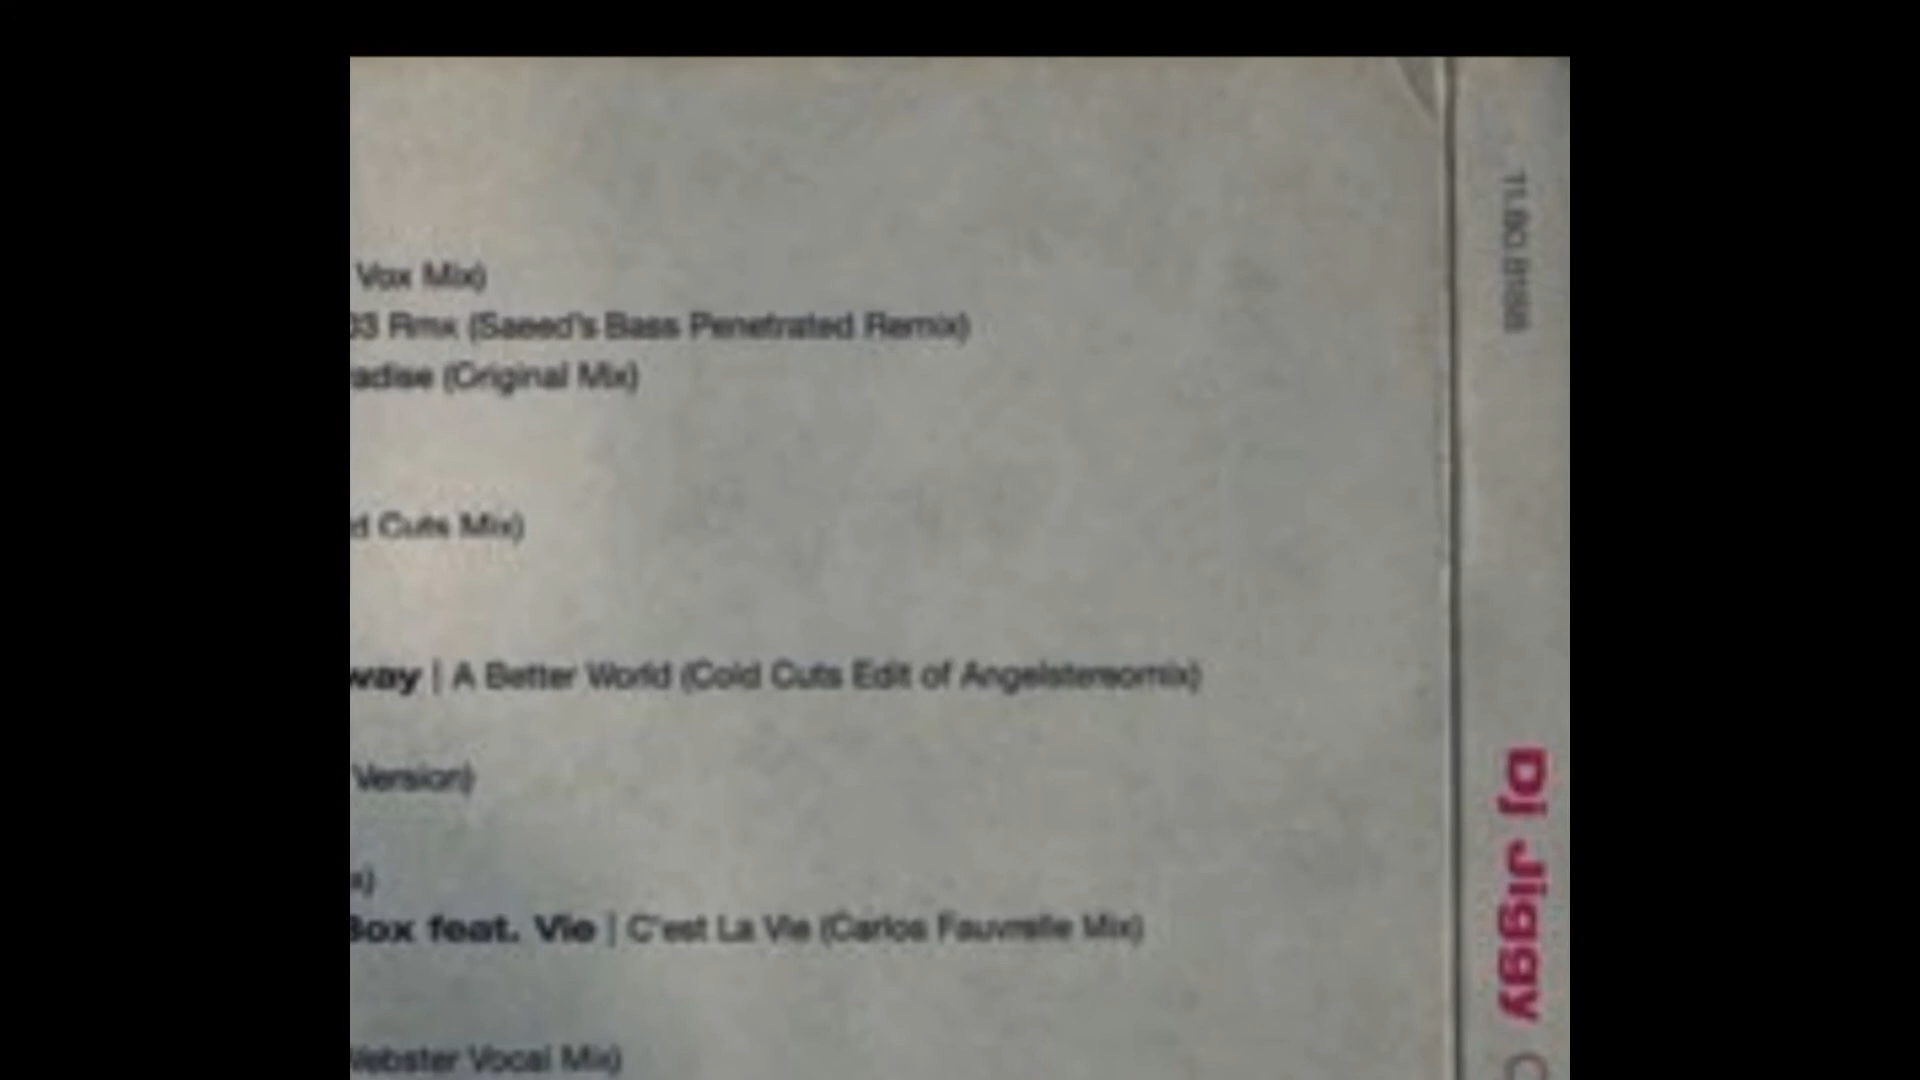 Vox Mix)
03 Rmx (Saeed's Bass Penetrated Remix)
adise (Original Mix)
d Cuts Mix)
way | A Better World (Cold Cuts Edit of Angelstereomix)
Version)
x)
Box feat. Vie | C'est La Vie (Carlos Fauvrelle Mix)
Webster Vocal Mix)
Dj Jiggy